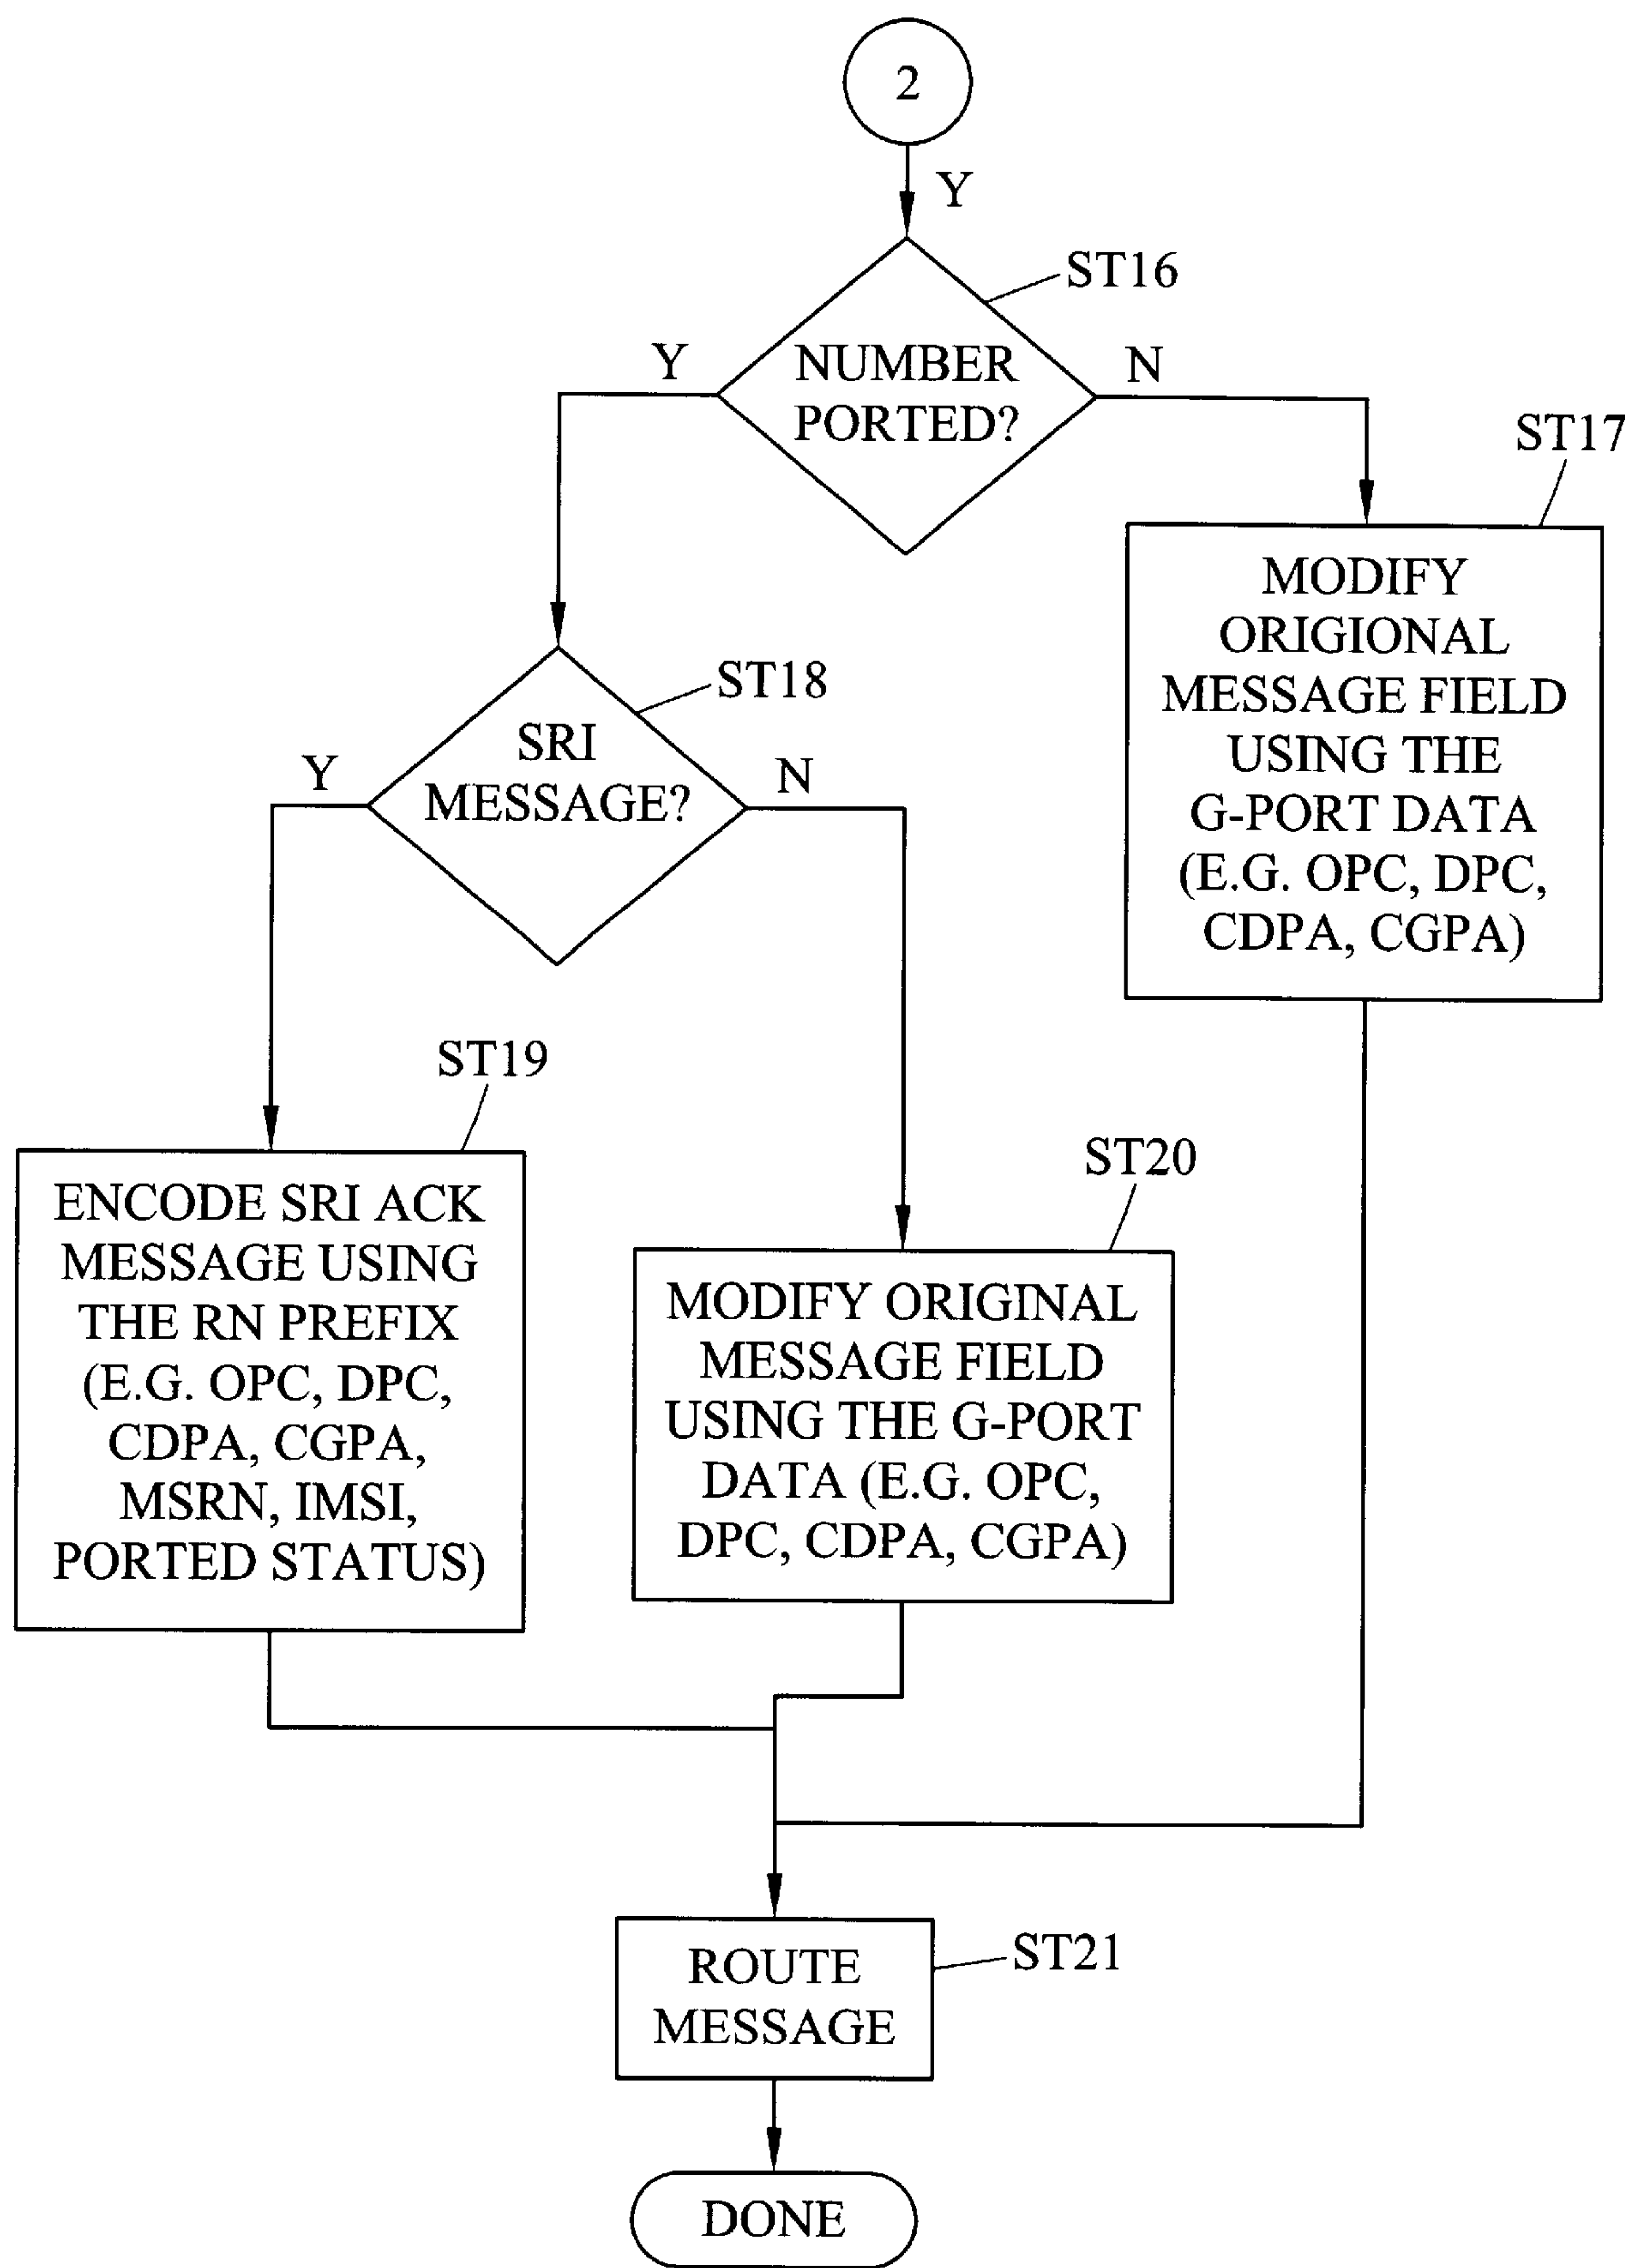 2
Y
ST16
NUMBER
PORTED?
Y
N
ST17
MODIFY
ORIGIONAL
MESSAGE FIELD
USING THE
G-PORT DATA
(E.G. OPC, DPC,
CDPA, CGPA)
ST18
SRI
MESSAGE?
Y
N
ST19
ENCODE SRI ACK
MESSAGE USING
THE RN PREFIX
(E.G. OPC, DPC,
CDPA, CGPA,
MSRN, IMSI,
PORTED STATUS)
ST20
MODIFY ORIGINAL
MESSAGE FIELD
USING THE G-PORT
DATA (E.G. OPC,
DPC, CDPA, CGPA)
ROUTE
MESSAGE
ST21
DONE